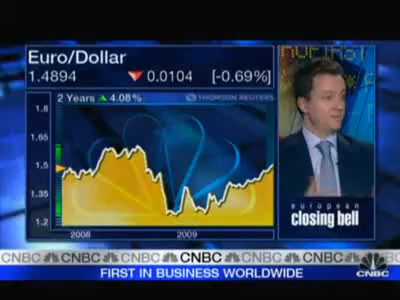 Euro/Dollar
1.4894 0.0104 [-0.69%]
2 Years 4.08% THOMSON REUTERS
1.8
1.65
1.5
1.35
1.2
2008 2009
european
closing bell
CNBC CNBC CNBC CNBC CNBC CNBC CNBC
FIRST IN BUSINESS WORLDWIDE
CNBC